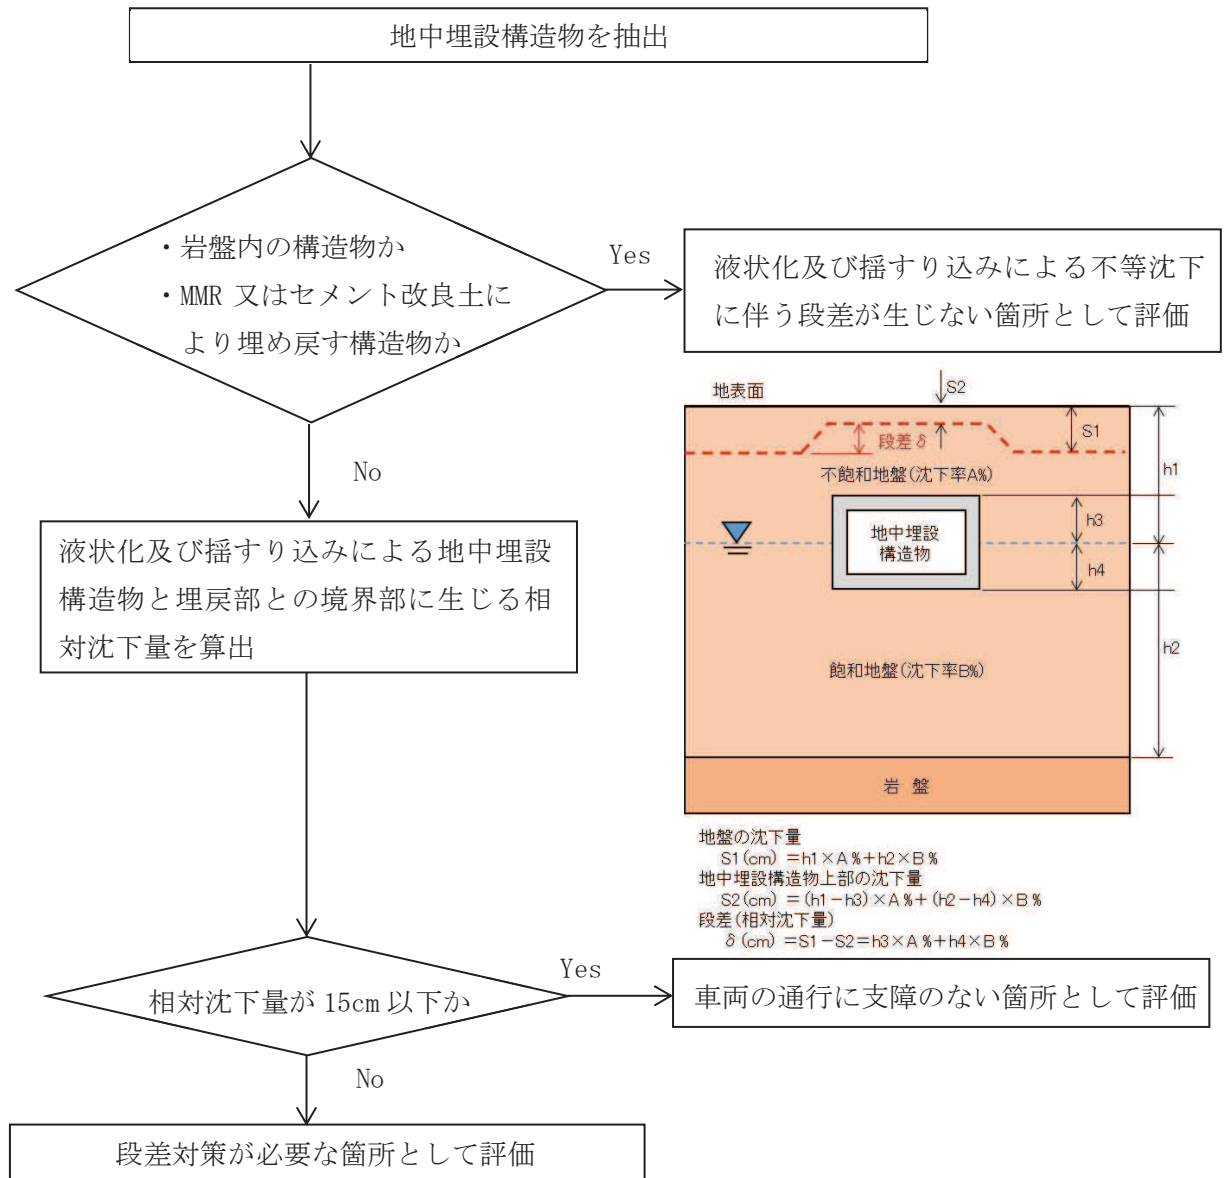 地中埋設構造物を抽出
・岩盤内の構造物か
・MMR 又はセメント改良土に
より埋め戻す構造物か
Yes
液状化及び揺すり込みによる不等沈下
に伴う段差が生じない箇所として評価
No
液状化及び揺すり込みによる地中埋設
構造物と埋戻部との境界部に生じる相
対沈下量を算出
地表面
S2
S1
段差δ
h1
不飽和地盤(沈下率A%)
h3
地中埋設
構造物
h4
h2
飽和地盤(沈下率B%)
岩 盤
地盤の沈下量
S1(cm) =h1×A%+h2×B%
地中埋設構造物上部の沈下量
S2(cm) =(h1-h3)×A%+(h2-h4)×B%
段差(相対沈下量)
δ(cm) =S1-S2=h3×A%+h4×B%
相対沈下量が 15cm 以下か
Yes
車両の通行に支障のない箇所として評価
No
段差対策が必要な箇所として評価